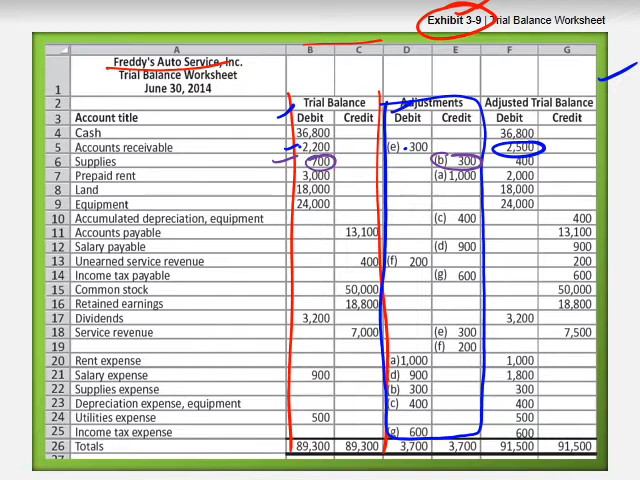 Exhibit 3-9 | Trial Balance Worksheet
A B C D E F G
1 Freddy's Auto Service, Inc.
Trial Balance Worksheet
June 30, 2014
2 Trial Balance Adjustments Adjusted Trial Balance
3 Account title Debit Credit Debit Credit Debit Credit
4 Cash 36,800 36,800
5 Accounts receivable 2,200 (e) 300 2,500
6 Supplies 700 (b) 300 400
7 Prepaid rent 3,000 (a) 1,000 2,000
8 Land 18,000 18,000
9 Equipment 24,000 24,000
10 Accumulated depreciation, equipment (c) 400 400
11 Accounts payable 13,100 13,100
12 Salary payable (d) 900 900
13 Unearned service revenue 400 (f) 200 200
14 Income tax payable (g) 600 600
15 Common stock 50,000 50,000
16 Retained earnings 18,800 18,800
17 Dividends 3,200 3,200
18 Service revenue 7,000 (e) 300 7,500
19 (f) 200
20 Rent expense (a) 1,000 1,000
21 Salary expense 900 (d) 900 1,800
22 Supplies expense (b) 300 300
23 Depreciation expense, equipment (c) 400 400
24 Utilities expense 500 500
25 Income tax expense (g) 600 600
26 Totals 89,300 89,300 3,700 3,700 91,500 91,500